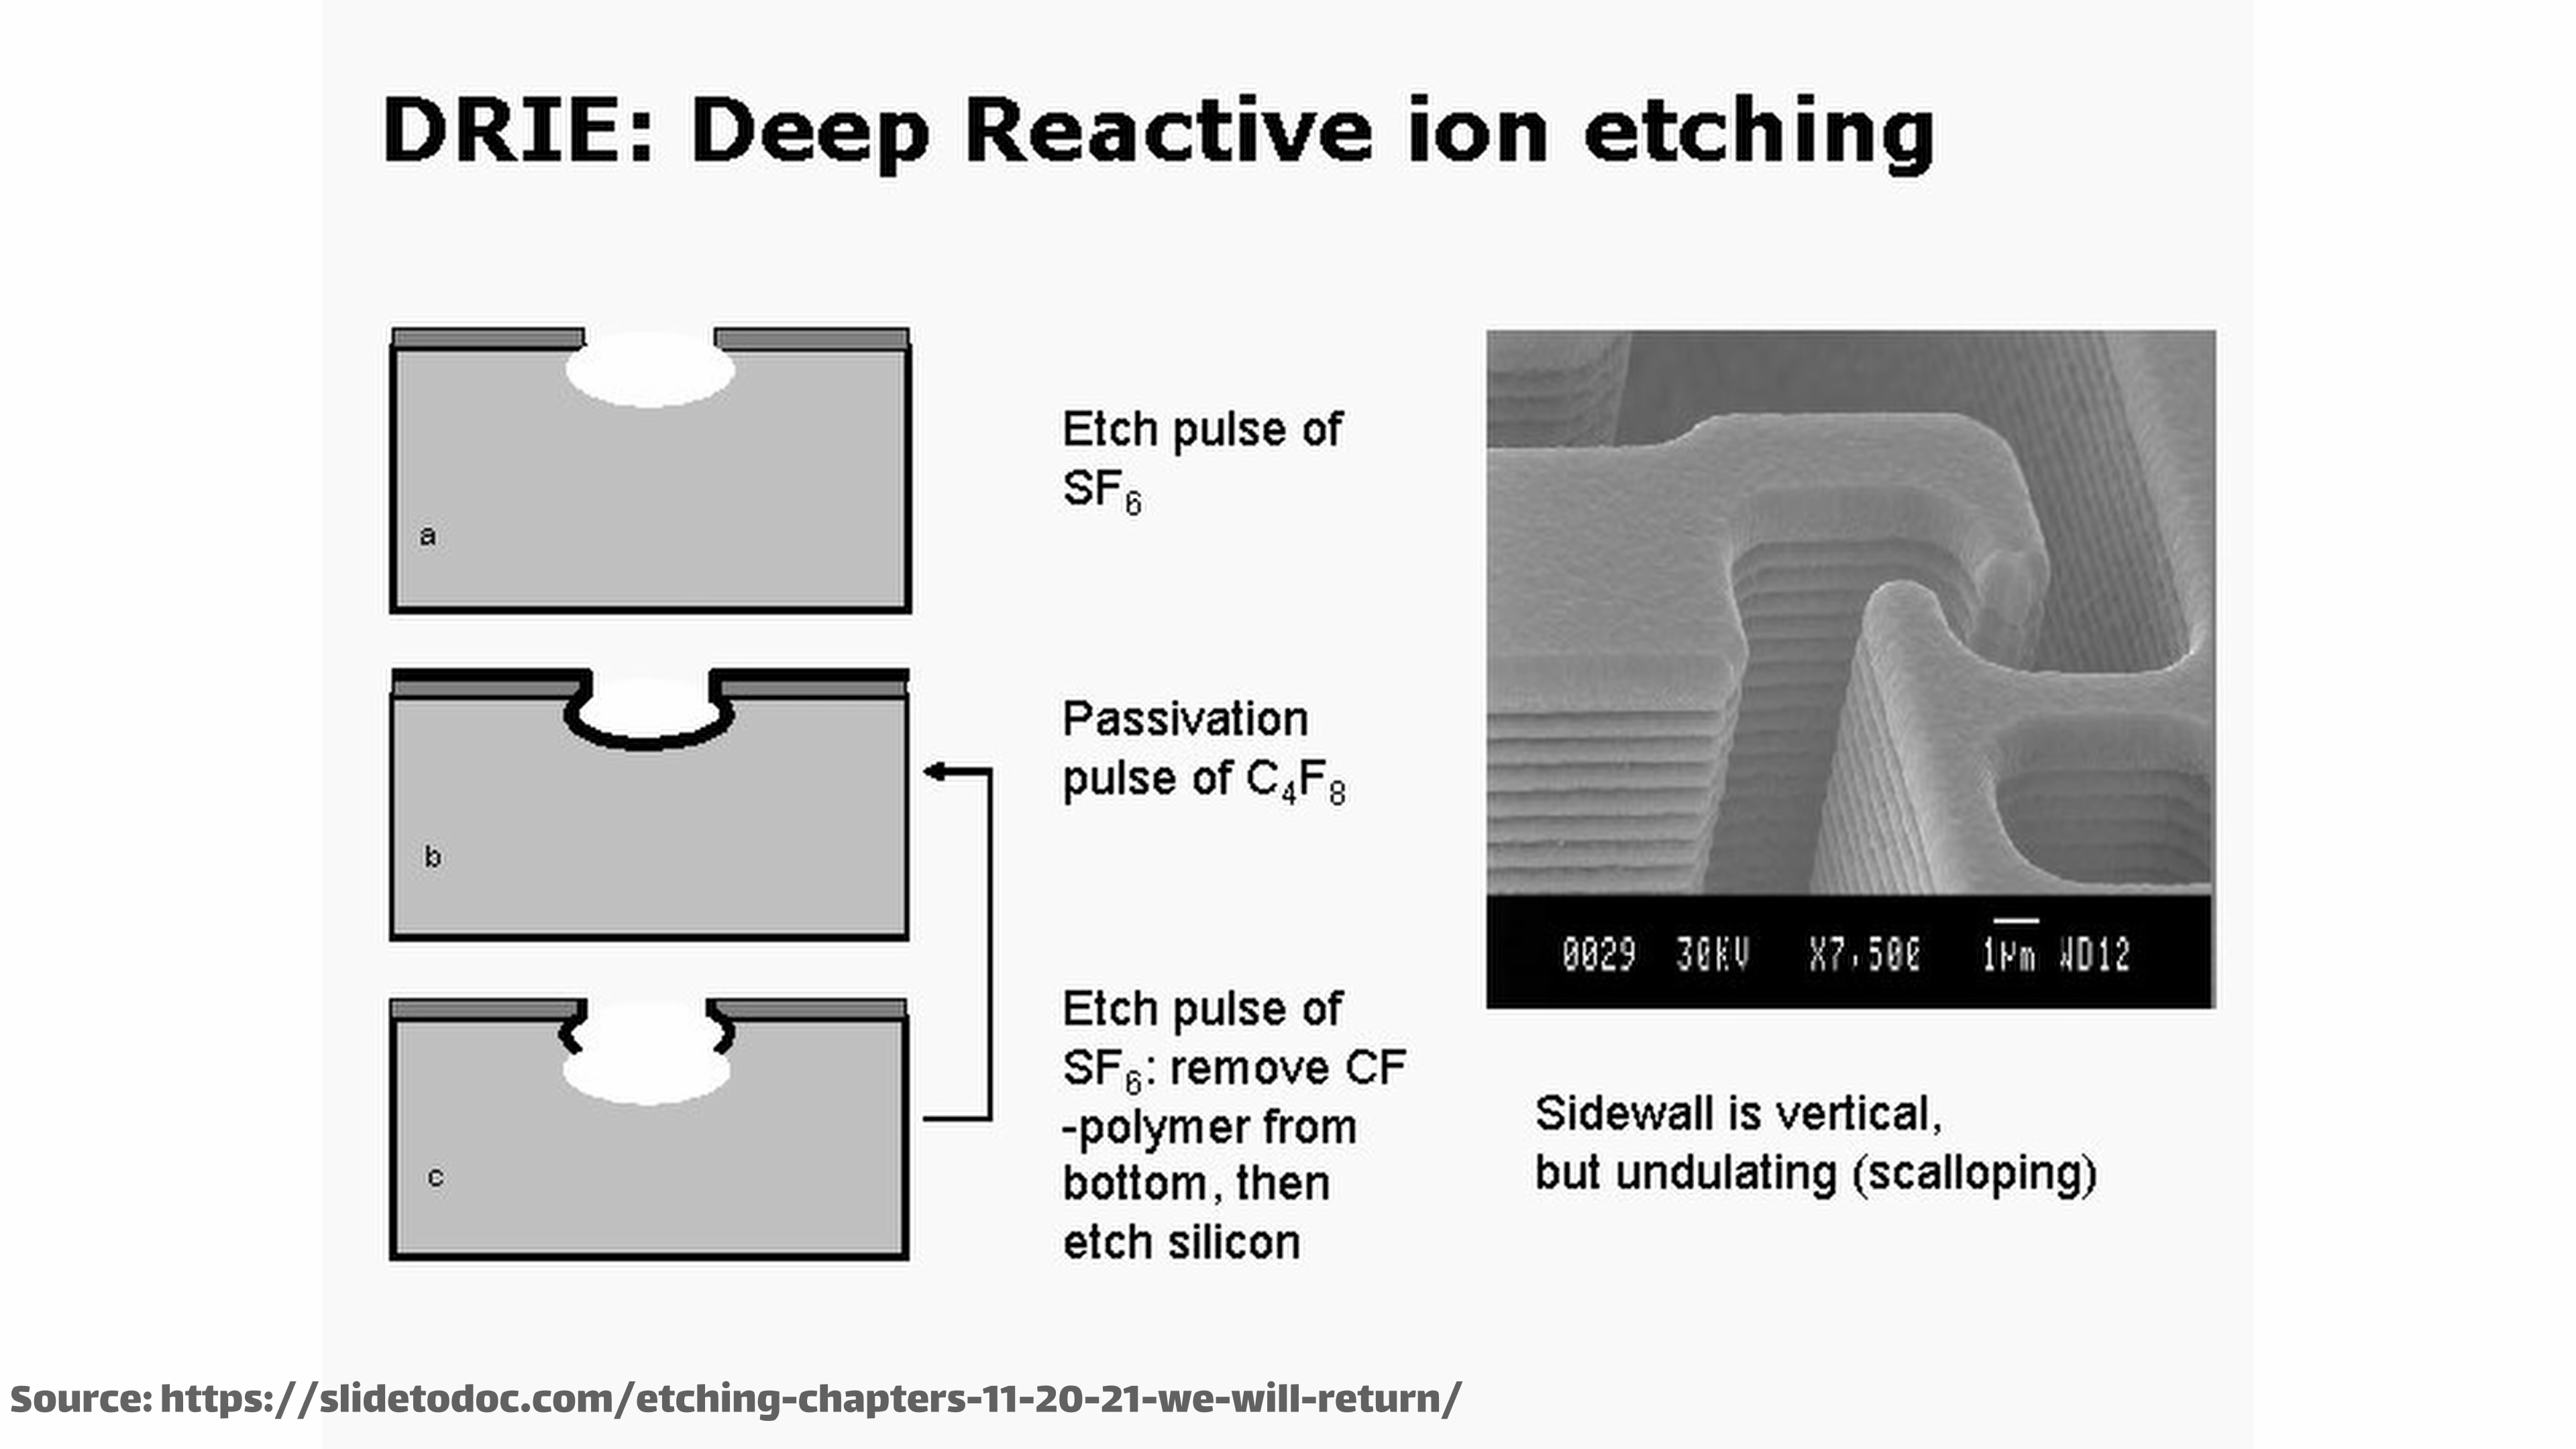 DRIE: Deep Reactive ion etching
a
Etch pulse of
SF6
b
Passivation
pulse of C4F8
c
Etch pulse of
SF6: remove CF
-polymer from
bottom, then
etch silicon
0029 30KV X7,500 1µm WD12
Sidewall is vertical,
but undulating (scalloping)
Source: https://slidetodoc.com/etching-chapters-11-20-21-we-will-return/